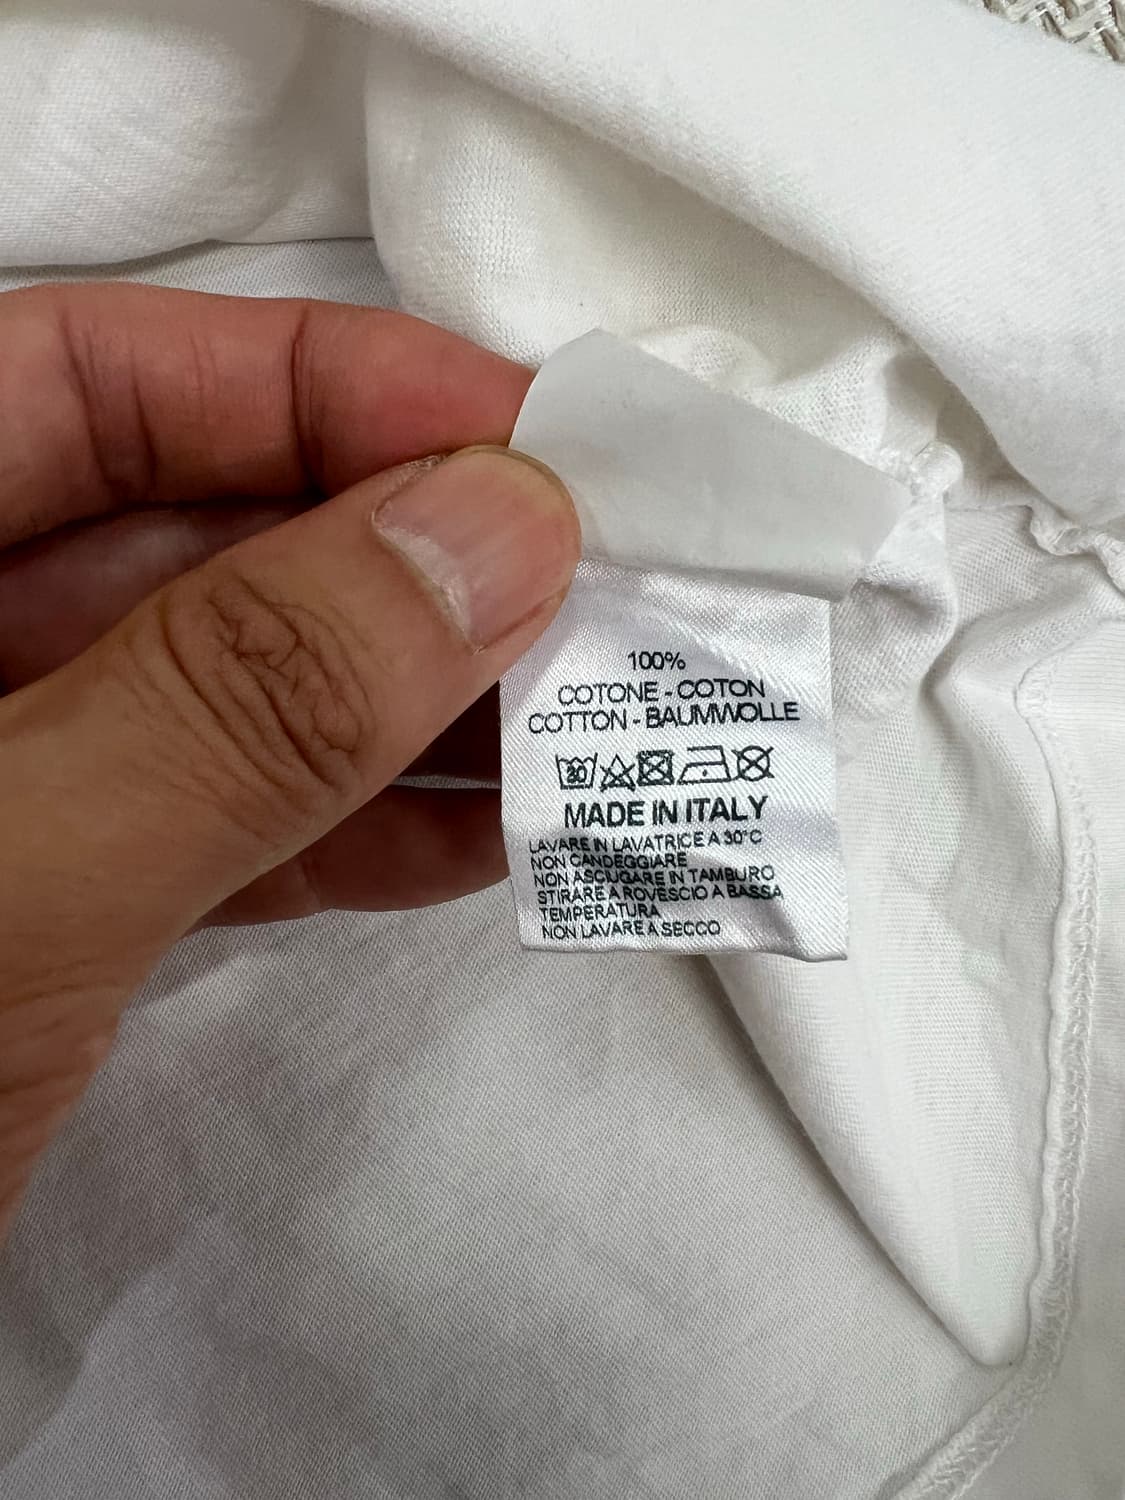 100%
COTONE - COTON
COTTON - BAUMWOLLE
30
MADE IN ITALY
LAVARE IN LAVATRICE A 30°C
NON CANDEGGIARE
NON ASCIUGARE IN TAMBURO
STIRARE A ROVESCIO A BASSA
TEMPERATURA
NON LAVARE A SECCO